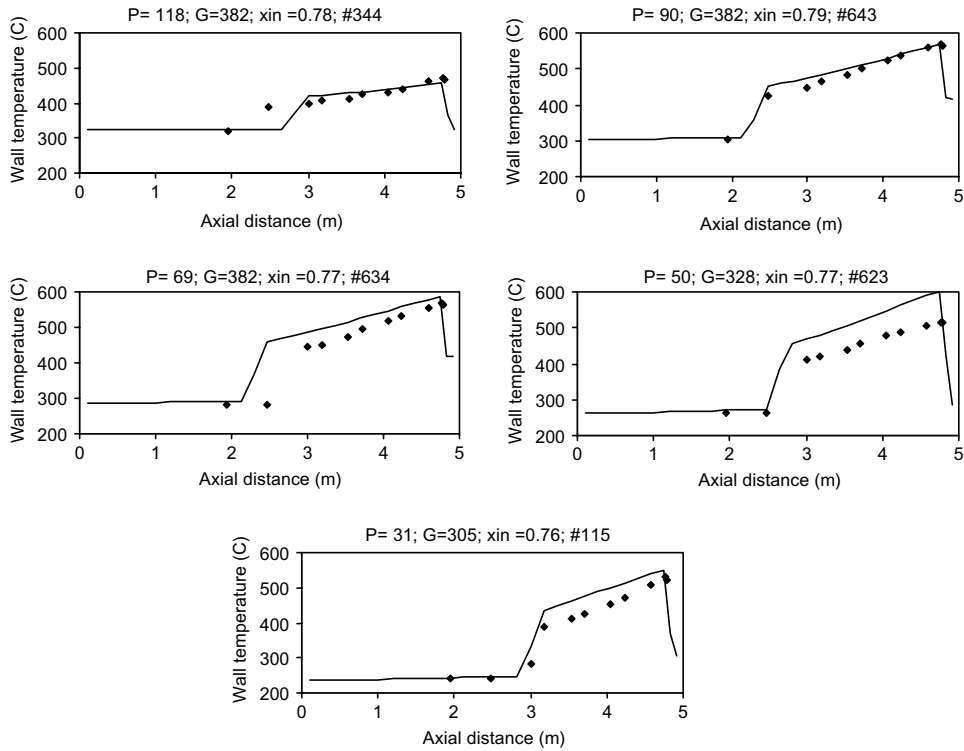 P= 118; G=382; xin =0.78; #344
Wall temperature (C)
600
500
400
300
200
0 1 2 3 4 5
Axial distance (m)
P= 90; G=382; xin =0.79; #643
Wall temperature (C)
600
500
400
300
200
0 1 2 3 4 5
Axial distance (m)
P= 69; G=382; xin =0.77; #634
Wall temperature (C)
600
500
400
300
200
0 1 2 3 4 5
Axial distance (m)
P= 50; G=328; xin =0.77; #623
Wall temperature (C)
600
500
400
300
200
0 1 2 3 4 5
Axial distance (m)
P= 31; G=305; xin =0.76; #115
Wall temperature (C)
600
500
400
300
200
0 1 2 3 4 5
Axial distance (m)